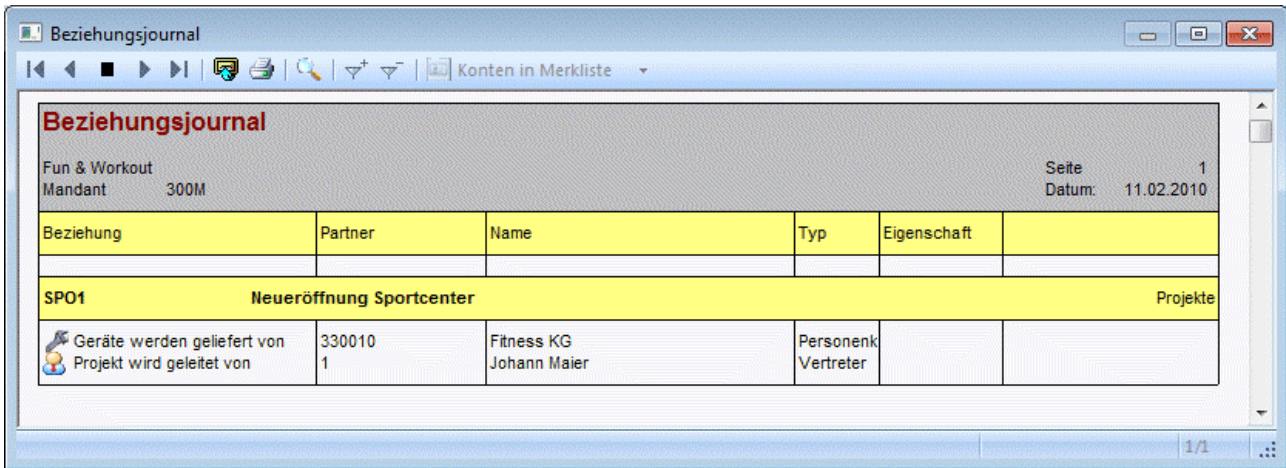 Beziehungsjournal
Konten in Merkliste
Beziehungsjournal
Fun & Workout Seite 1
Mandant 300M Datum: 11.02.2010
Beziehung Partner Name Typ Eigenschaft
SPO1 Neueröffnung Sportcenter Projekte
Geräte werden geliefert von 330010 Fitness KG Personenk
Projekt wird geleitet von 1 Johann Maier Vertreter
1/1